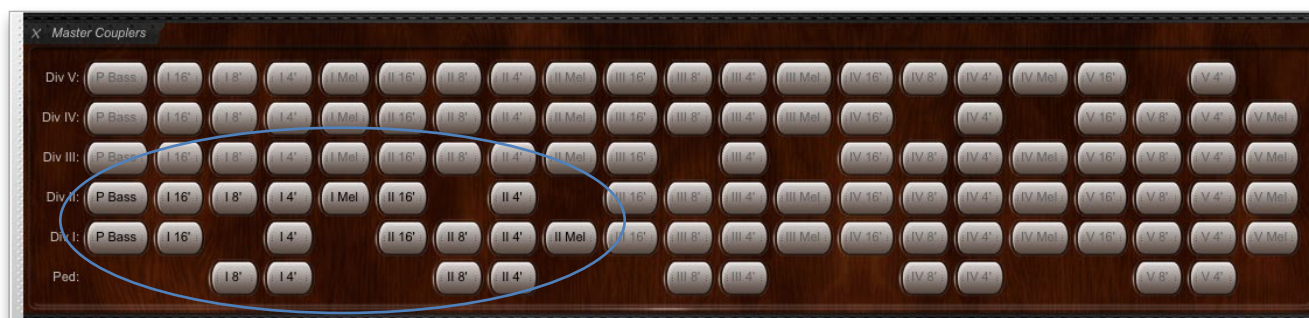 X Master Couplers
Div V: P Bass I 16' I 8' I 4' I Mel II 16' II 8' II 4' II Mel III 16' III 8' III 4' III Mel IV 16' IV 8' IV 4' IV Mel V 16' V 4'
Div IV: P Bass I 16' I 8' I 4' I Mel II 16' II 8' II 4' II Mel III 16' III 8' III 4' III Mel IV 16' IV 4' V 16' V 8' V 4' V Mel
Div III: P Bass I 16' I 8' I 4' I Mel II 16' II 8' II 4' II Mel III 16' III 4' IV 16' IV 8' IV 4' IV Mel V 16' V 8' V 4' V Mel
Div II: P Bass I 16' I 8' I 4' I Mel II 16' II 4' III 16' III 8' III 4' III Mel IV 16' IV 8' IV 4' IV Mel V 16' V 8' V 4' V Mel
Div I: P Bass I 16' I 4' II 16' II 8' II 4' II Mel III 16' III 8' III 4' III Mel IV 16' IV 8' IV 4' IV Mel V 16' V 8' V 4' V Mel
Ped: I 8' I 4' II 8' II 4' III 8' III 4' IV 8' IV 4' V 8' V 4'